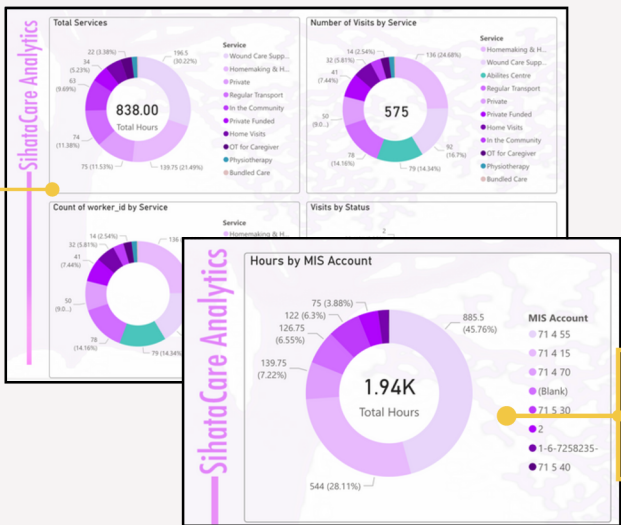 SihataCare Analytics
Total Services
22 (3.38%)
34
(5.23%)
63
(9.69%)
74
(11.38%)
75 (11.53%)
139.75 (21.49%)
196.5
(30.22%)
838.00
Total Hours
Service
Wound Care Supp...
Homemaking & H...
Private
Regular Transport
In the Community
Private Funded
Home Visits
OT for Caregiver
Physiotherapy
Bundled Care
Number of Visits by Service
14 (2.54%)
32 (5.81%)
41
(7.44%)
50
(9.0...)
78
(14.16%)
79 (14.34%)
92
(16.7%)
136 (24.68%)
575
Service
Homemaking & H...
Wound Care Supp...
Abilites Centre
Regular Transport
Private
Private Funded
Home Visits
In the Community
OT for Caregiver
Physiotherapy
Bundled Care
Count of worker_id by Service
14 (2.54%)
32 (5.81%)
41
(7.44%)
50
(9.0...)
78
(14.16%)
79 (14.34%
136
Service
Homemaking & H...
Visits by Status
2
SihataCare Analytics
Hours by MIS Account
75 (3.88%)
122 (6.3%)
126.75
(6.55%)
139.75
(7.22%)
544 (28.11%)
885.5
(45.76%)
1.94K
Total Hours
MIS Account
71 4 55
71 4 15
71 4 70
(Blank)
71 5 30
2
1-6-7258235-
71 5 40